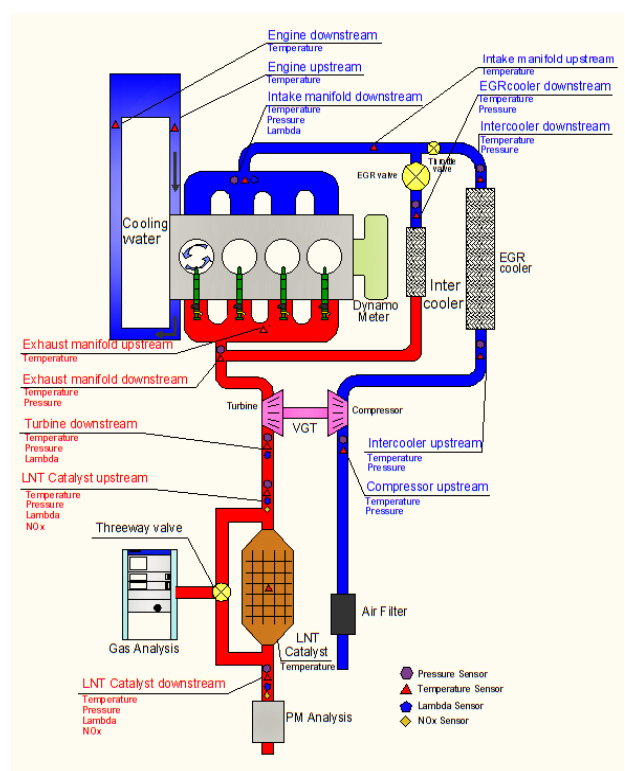 Engine downstream
Temperature
Engine upstream
Temperature
Intake manifold downstream
Temperature
Pressure
Lambda
Intake manifold upstream
Temperature
EGRcooler downstream
Temperature
Pressure
Intercooler downstream
Temperature
Pressure
Throttle
valve
EGR valve
Cooling
water
EGR
cooler
Inter
cooler
Dynamo
Meter
Exhaust manifold upstream
Temperature
Exhaust manifold downstream
Temperature
Pressure
Turbine
Compressor
VGT
Turbine downstream
Temperature
Pressure
Lambda
Intercooler upstream
Temperature
Pressure
LNT Catalyst upstream
Temperature
Pressure
Lambda
NOx
Compressor upstream
Temperature
Pressure
Threeway valve
Air Filter
Gas Analysis
LNT
Catalyst
Temperature
LNT Catalyst downstream
Temperature
Pressure
Lambda
NOx
PM Analysis
Pressure Sensor
Temperature Sensor
Lambda Sensor
NOx Sensor